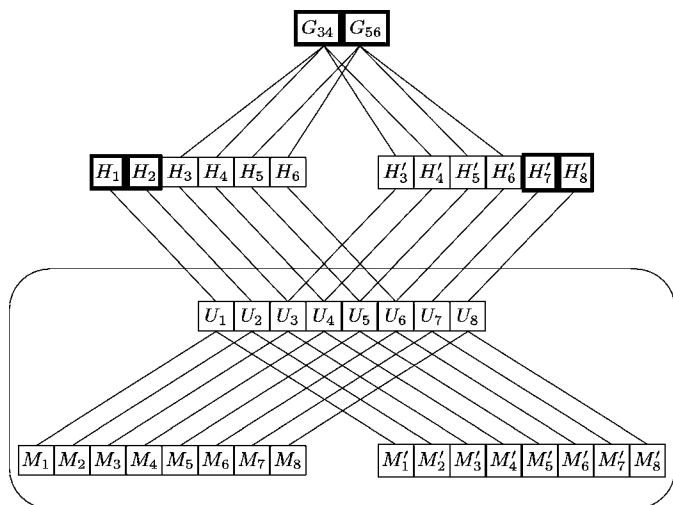 G₃₄ G₅₆
H₁ H₂ H₃ H₄ H₅ H₆ H′₃ H′₄ H′₅ H′₆ H′₇ H′₈
U₁ U₂ U₃ U₄ U₅ U₆ U₇ U₈
M₁ M₂ M₃ M₄ M₅ M₆ M₇ M₈ M′₁ M′₂ M′₃ M′₄ M′₅ M′₆ M′₇ M′₈